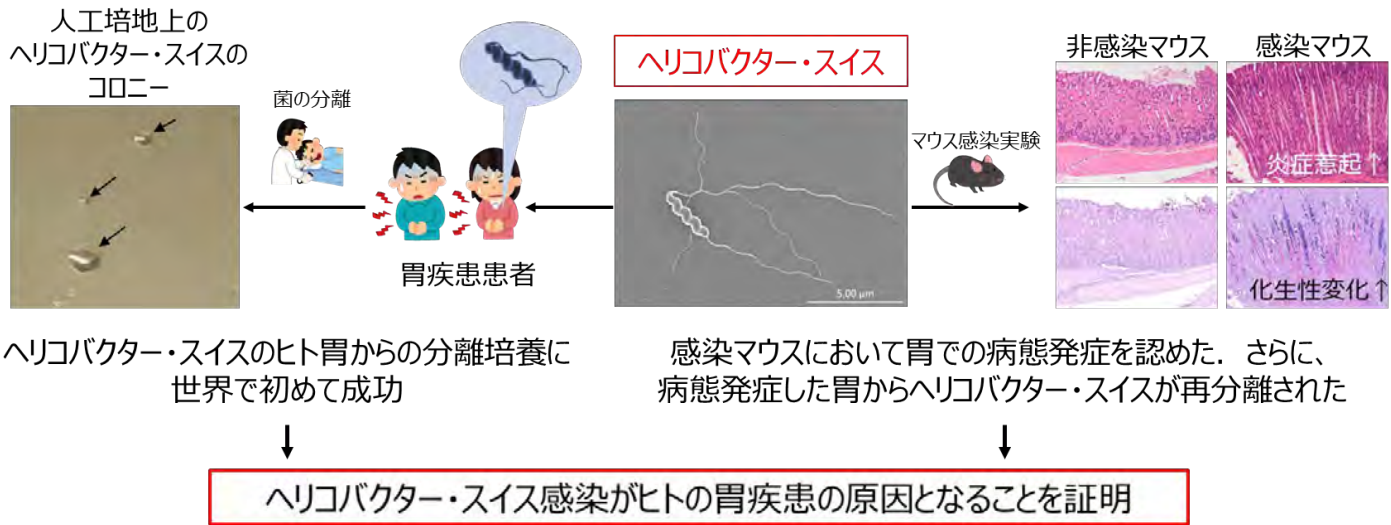 人工培地上の
ヘリコバクター・スイスの
コロニー
菌の分離
胃疾患患者
ヘリコバクター・スイス
5.00 μm
マウス感染実験
非感染マウス
感染マウス
炎症惹起↑
化生性変化↑
ヘリコバクター・スイスのヒト胃からの分離培養に
世界で初めて成功
感染マウスにおいて胃での病態発症を認めた．さらに、
病態発症した胃からヘリコバクター・スイスが再分離された
ヘリコバクター・スイス感染がヒトの胃疾患の原因となることを証明